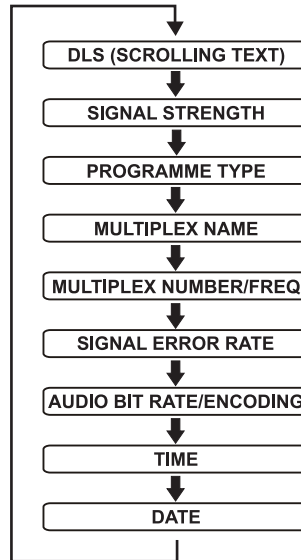 DLS (SCROLLING TEXT)
SIGNAL STRENGTH
PROGRAMME TYPE
MULTIPLEX NAME
MULTIPLEX NUMBER/FREQ
SIGNAL ERROR RATE
AUDIO BIT RATE/ENCODING
TIME
DATE